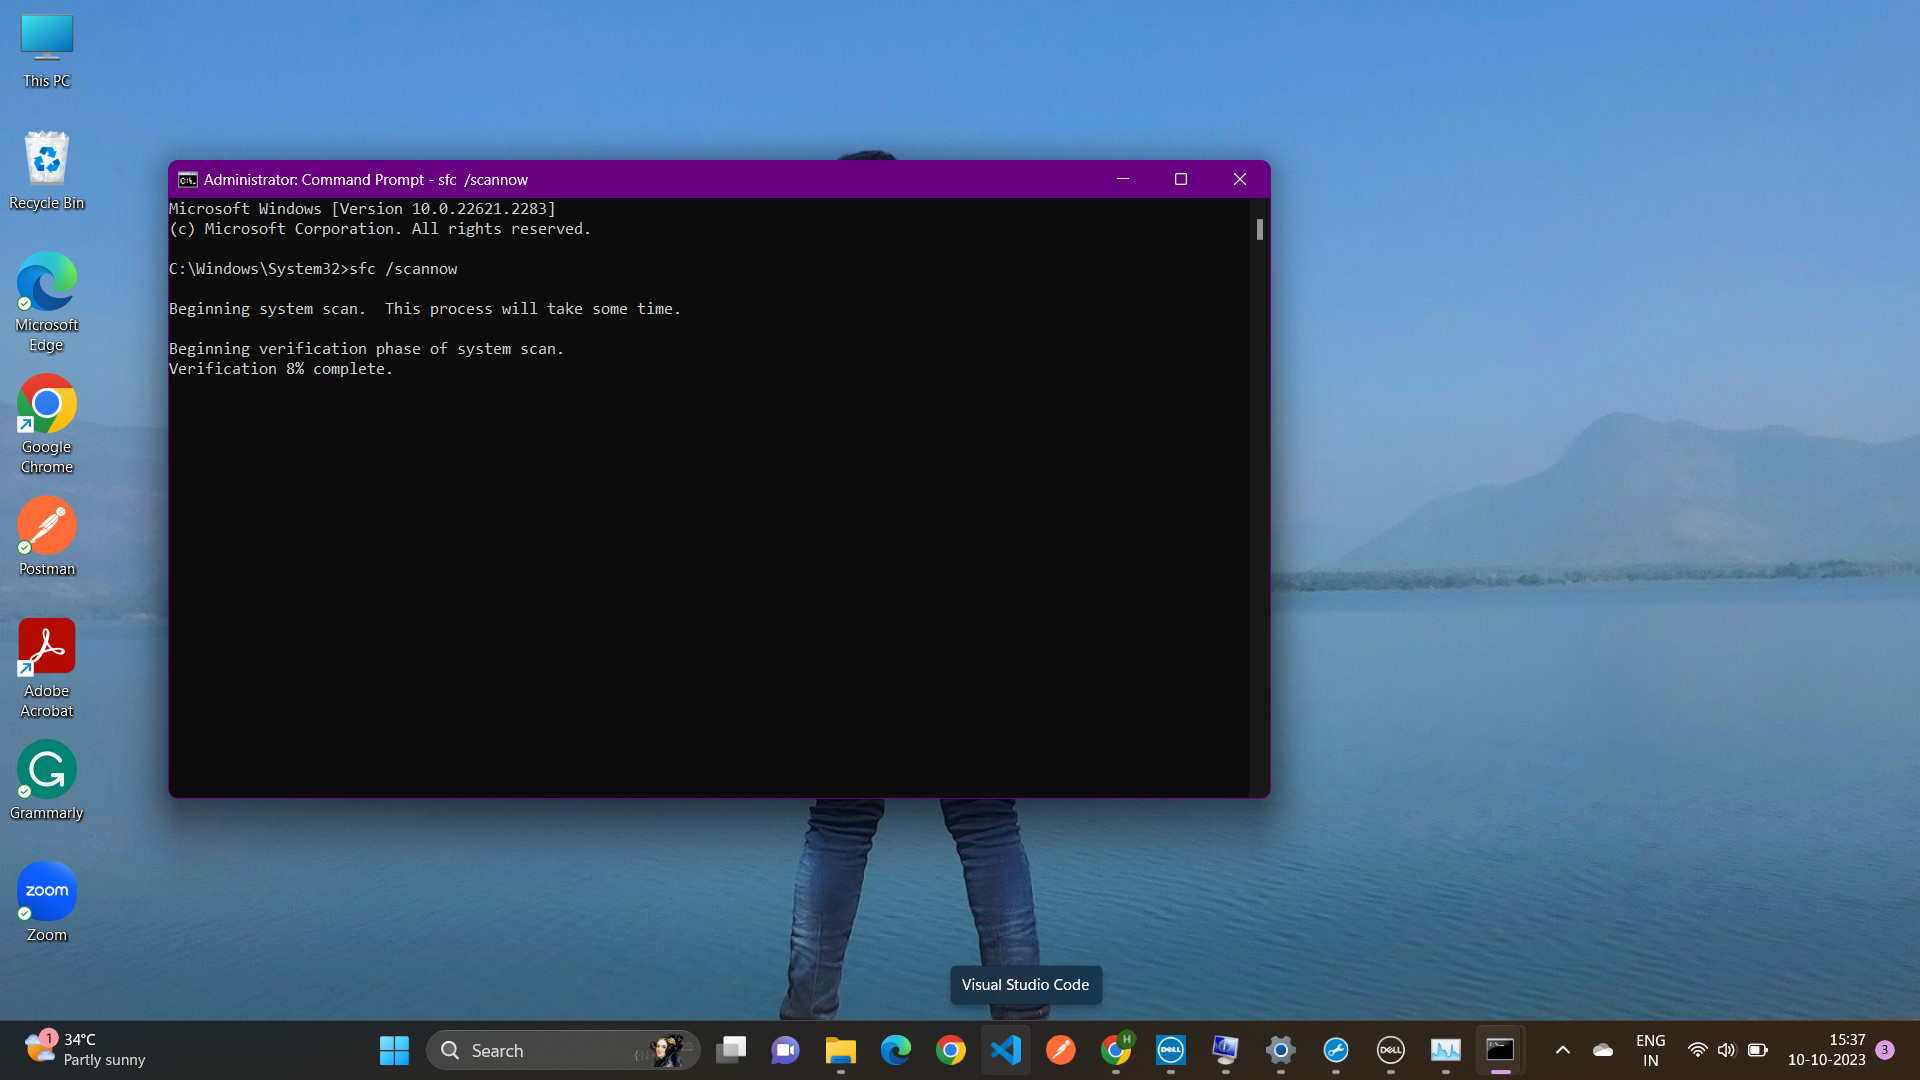 This PC
Recycle Bin
Microsoft
Edge
Google
Chrome
Postman
Adobe
Acrobat
Grammarly
zoom
Zoom
Administrator: Command Prompt - sfc  /scannow
Microsoft Windows [Version 10.0.22621.2283]
(c) Microsoft Corporation. All rights reserved.
C:\Windows\System32>sfc /scannow
Beginning system scan.  This process will take some time.
Beginning verification phase of system scan.
Verification 8% complete.
Visual Studio Code
1
34°C
Partly sunny
Search
H
DELL
DELL
ENG
IN
15:37
10-10-2023
3